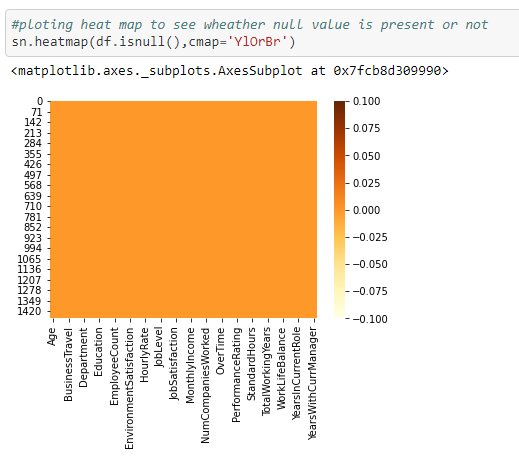 #ploting heat map to see wheather null value is present or not
sn.heatmap(df.isnull(),cmap='YlOrBr')
<matplotlib.axes._subplots.AxesSubplot at 0x7fcb8d309990>
0
71
142
213
284
355
426
497
568
639
710
781
852
923
994
1065
1136
1207
1278
1349
1420
0.100
0.075
0.050
0.025
0.000
−0.025
−0.050
−0.075
−0.100
Age
BusinessTravel
Department
Education
EmployeeCount
EnvironmentSatisfaction
HourlyRate
JobLevel
JobSatisfaction
MonthlyIncome
NumCompaniesWorked
OverTime
PerformanceRating
StandardHours
TotalWorkingYears
WorkLifeBalance
YearsInCurrentRole
YearsWithCurrManager